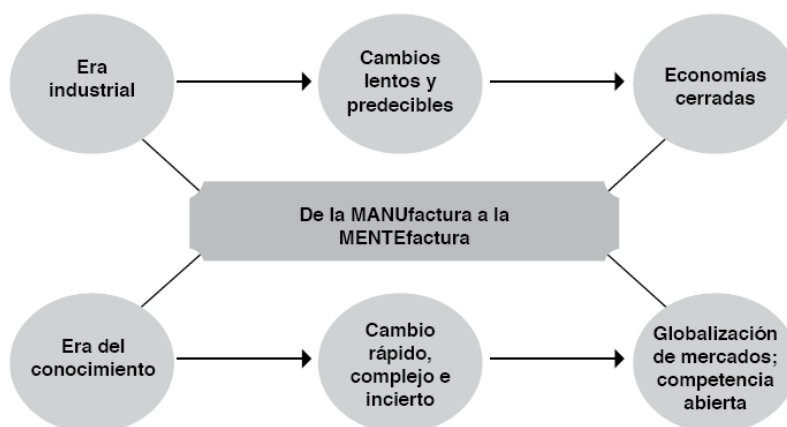 Era
industrial
Cambios
lentos y
predecibles
Economías
cerradas
De la MANUfactura a la
MENTEfactura
Era del
conocimiento
Cambio
rápido,
complejo e
incierto
Globalización
de mercados;
competencia
abierta